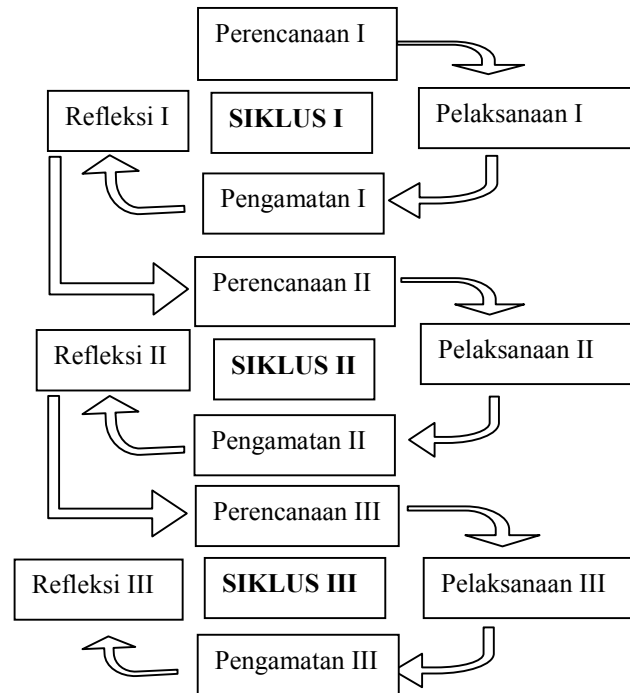 Perencanaan I
Refleksi I
SIKLUS I
Pelaksanaan I
Pengamatan I
Perencanaan II
Refleksi II
SIKLUS II
Pelaksanaan II
Pengamatan II
Perencanaan III
Refleksi III
SIKLUS III
Pelaksanaan III
Pengamatan III